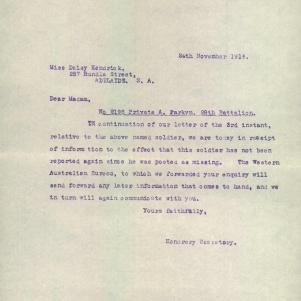 24th November 1916.
Miss Daisy Kendrick,
287 Rundle Street,
ADELAIDE. S. A.
Dear Madam,
No 2193 Private A. Parkyn. 28th Battalion.
IN continuation of our letter of the 3rd instant,
relative to the above named soldier, we are today in receipt
of information to the effect that this soldier has not been
reported again since he was posted as missing. The Western
Australian Bureau, to which we forwarded your enquiry will
send forward any later information that comes to hand, and we
in turn will again communicate with you.
Yours faithfully,
Honorary Secretary.